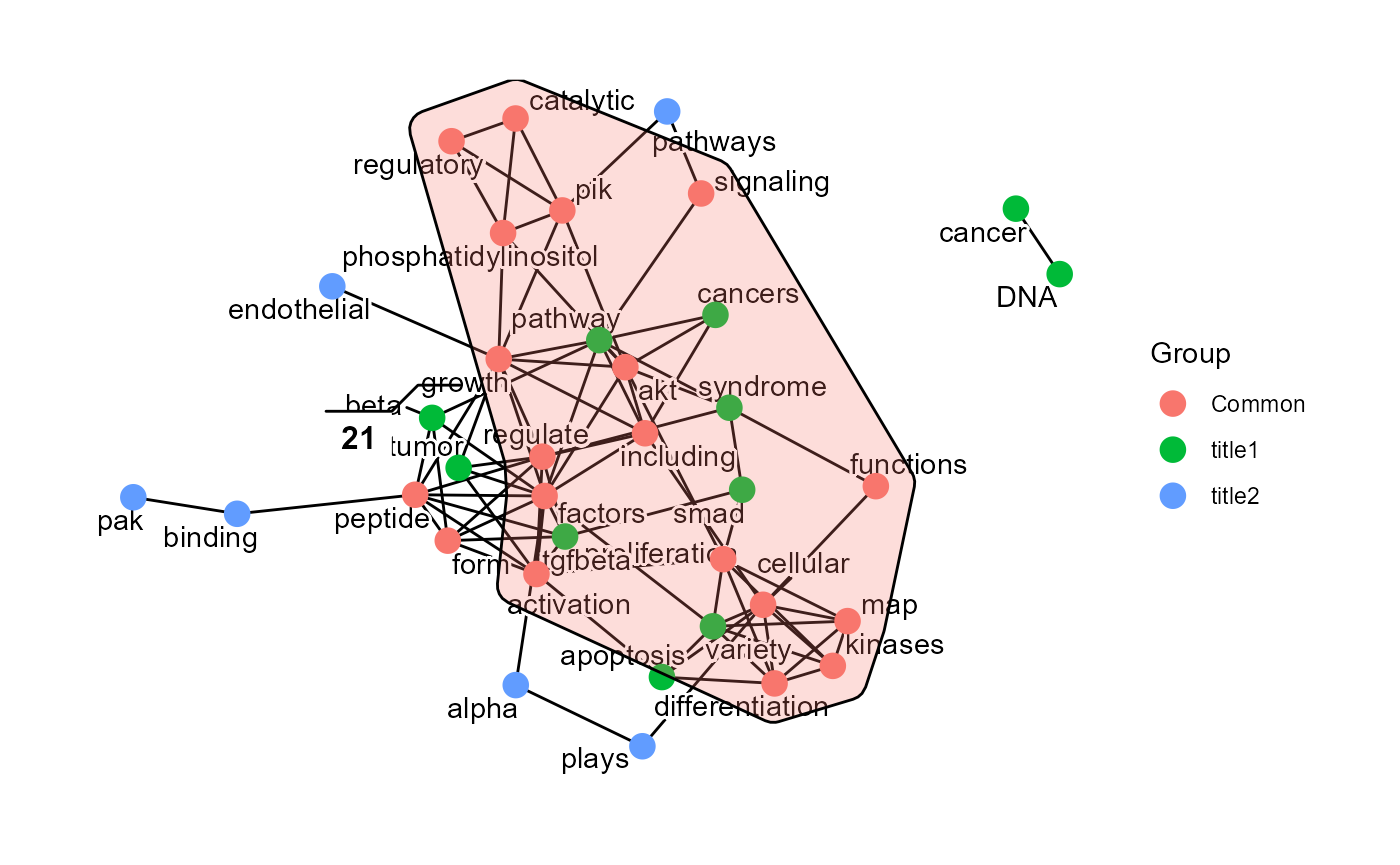 catalytic
pathways
regulatory
signaling
pik
cancer
phosphatidylinositol
DNA
endothelial
cancers
pathway
Group
growth
akt
syndrome
beta
Common
21
tumor
regulate
title1
including
functions
title2
pak
binding
peptide
factors
smad
form
tgfbeta
proliferation
cellular
activation
map
kinases
apoptosis
variety
alpha
differentiation
plays